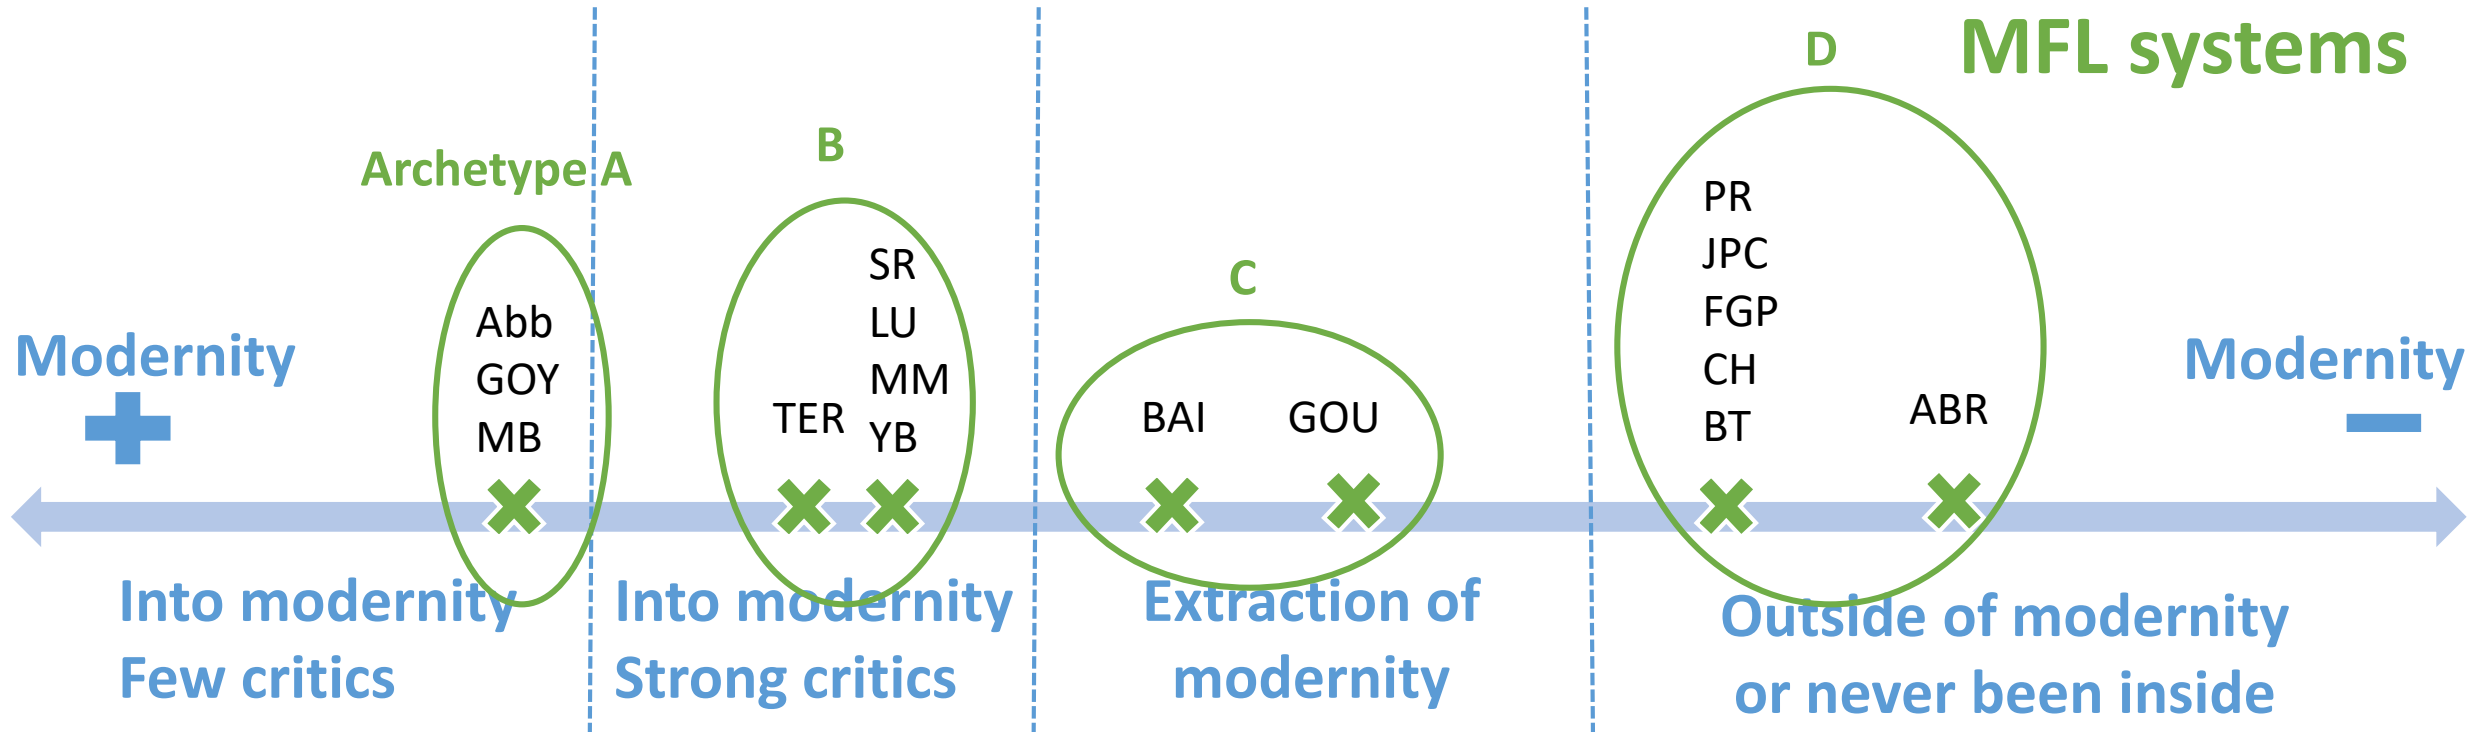 MFL systems
Archetype A
B
C
D
Modernity
Abb
GOY
MB
TER
SR
LU
MM
YB
BAI
GOU
PR
JPC
FGP
CH
BT
ABR
Modernity
Into modernity
Few critics
Into modernity
Strong critics
Extraction of
modernity
Outside of modernity
or never been inside